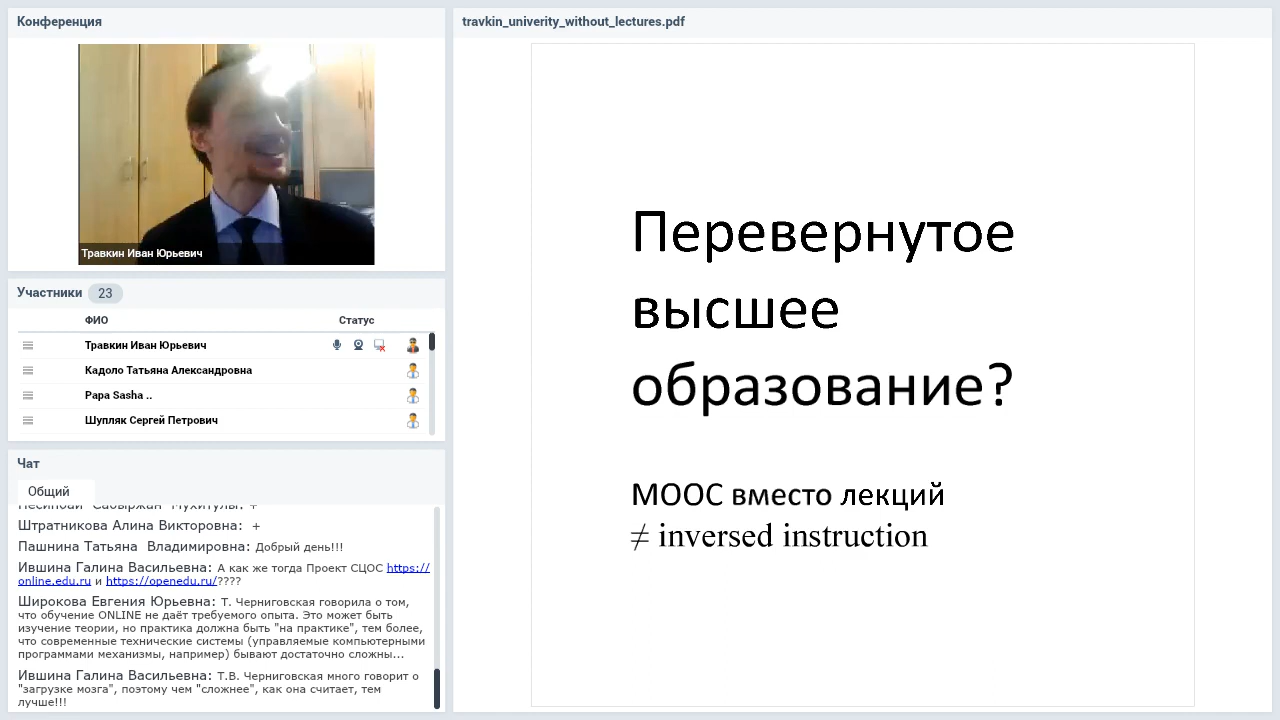 Конференция
Травкин Иван Юрьевич
Участники 23
ФИО Статус
Травкин Иван Юрьевич
Кадоло Татьяна Александровна
Papa Sasha ..
Шупляк Сергей Петрович
Чат
Общий
Штратникова Алина Викторовна: +
Пашнина Татьяна Владимировна: Добрый день!!!
Ившина Галина Васильевна: А как же тогда Проект СЦОС https://
online.edu.ru и https://openedu.ru/????
Широкова Евгения Юрьевна: Т. Черниговская говорила о том,
что обучение ONLINE не даёт требуемого опыта. Это может быть
изучение теории, но практика должна быть "на практике", тем более,
что современные технические системы (управляемые компьютерными
программами механизмы, например) бывают достаточно сложны...
Ившина Галина Васильевна: Т.В. Черниговская много говорит о
"загрузке мозга", поэтому чем "сложнее", как она считает, тем
лучше!!!
travkin_univerity_without_lectures.pdf
Перевернутое
высшее
образование?
МООС вместо лекций
≠ inversed instruction